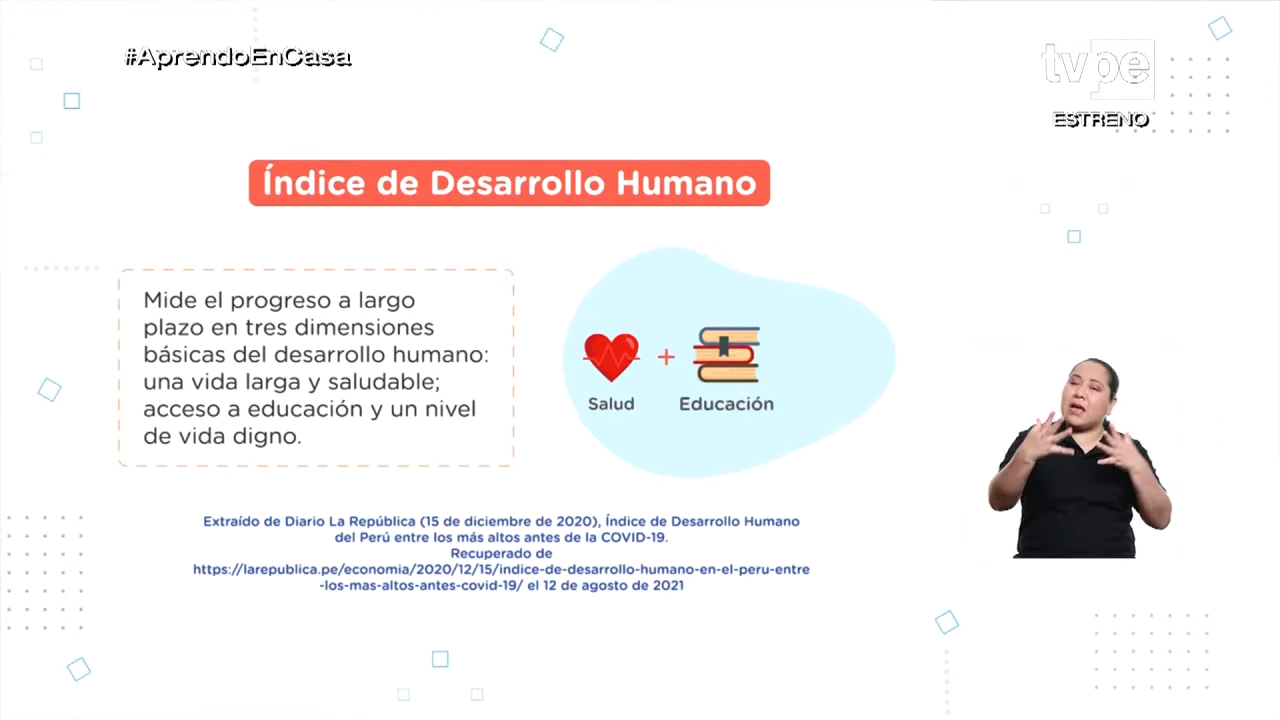 #AprendoEnCasa
tvpe
ESTRENO
Índice de Desarrollo Humano
Mide el progreso a largo
plazo en tres dimensiones
básicas del desarrollo humano:
una vida larga y saludable;
acceso a educación y un nivel
de vida digno.
+
Salud
Educación
Extraído de Diario La República (15 de diciembre de 2020), Índice de Desarrollo Humano
del Perú entre los más altos antes de la COVID-19.
Recuperado de
https://larepublica.pe/economia/2020/12/15/indice-de-desarrollo-humano-en-el-peru-entre
-los-mas-altos-antes-covid-19/ el 12 de agosto de 2021